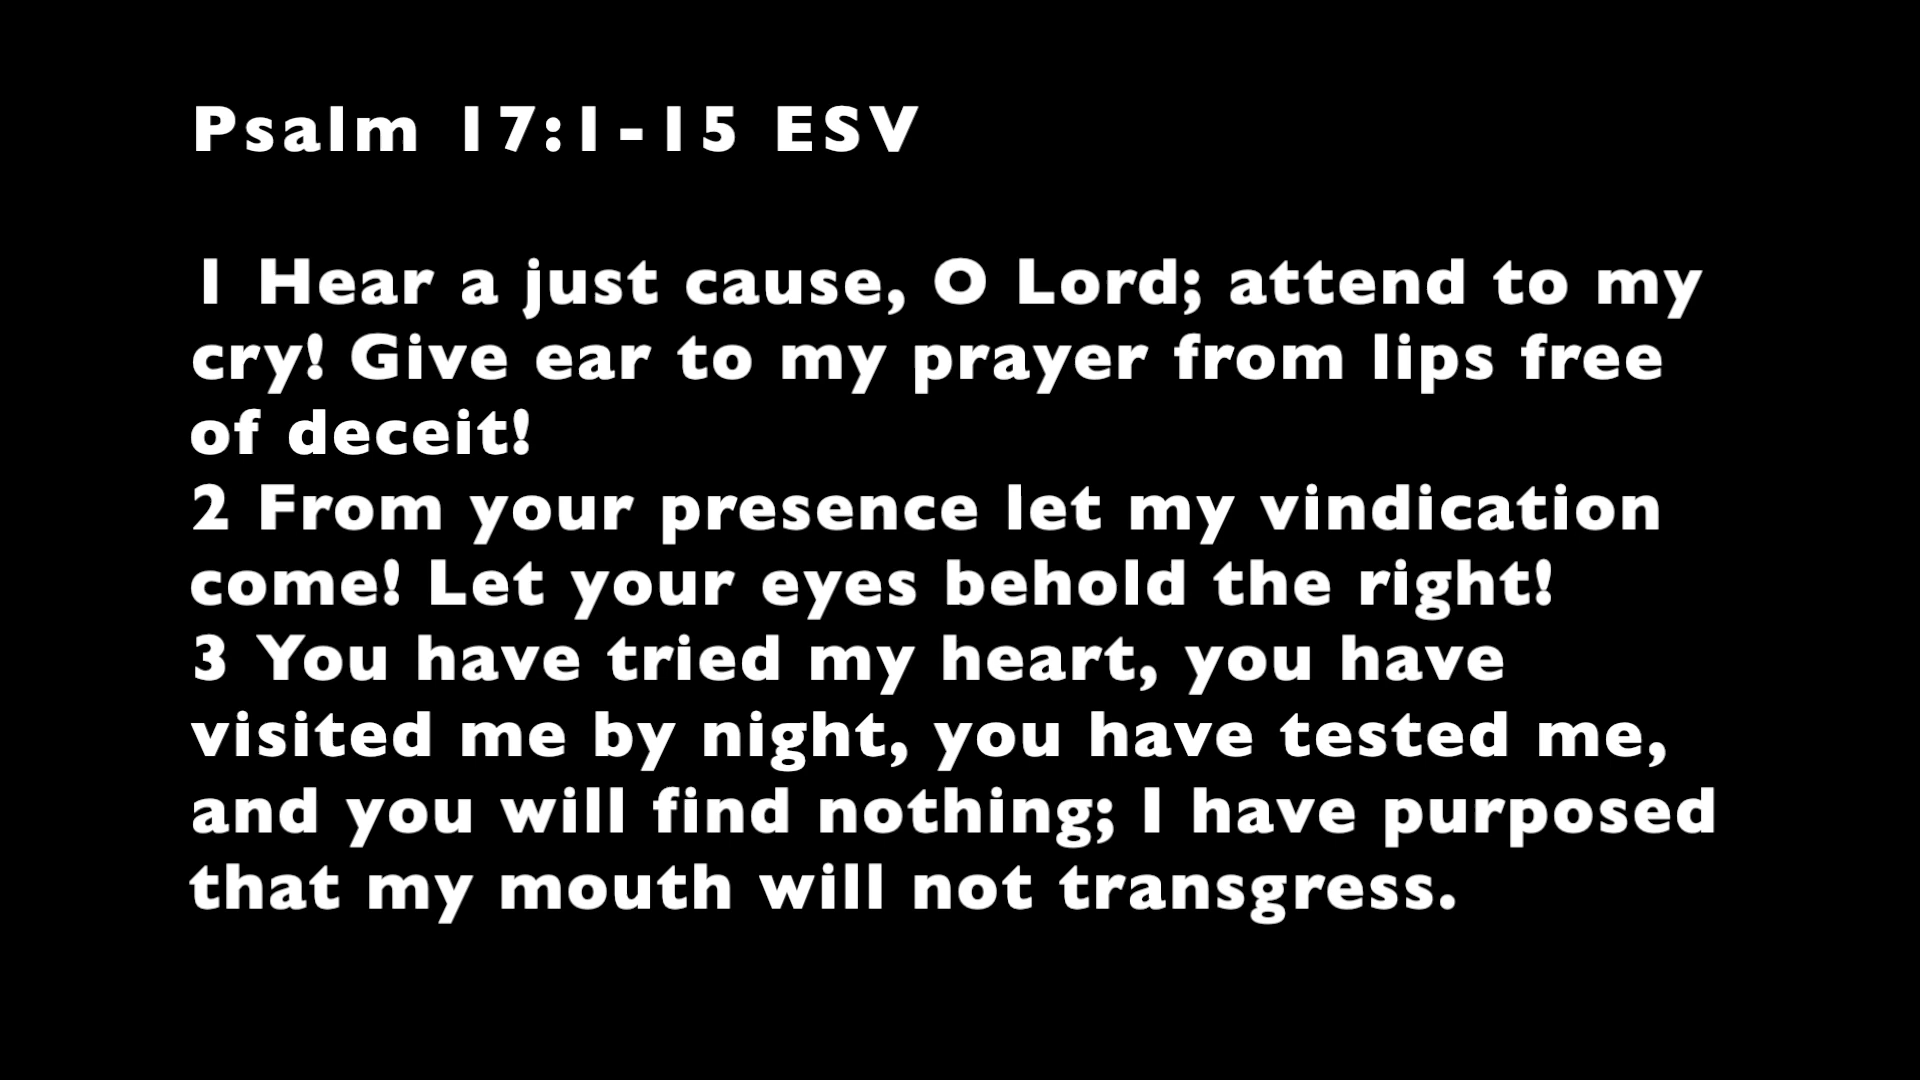 Psalm 17:1-15 ESV
1 Hear a just cause, O Lord; attend to my
cry! Give ear to my prayer from lips free
of deceit!
2 From your presence let my vindication
come! Let your eyes behold the right!
3 You have tried my heart, you have
visited me by night, you have tested me,
and you will find nothing; I have purposed
that my mouth will not transgress.